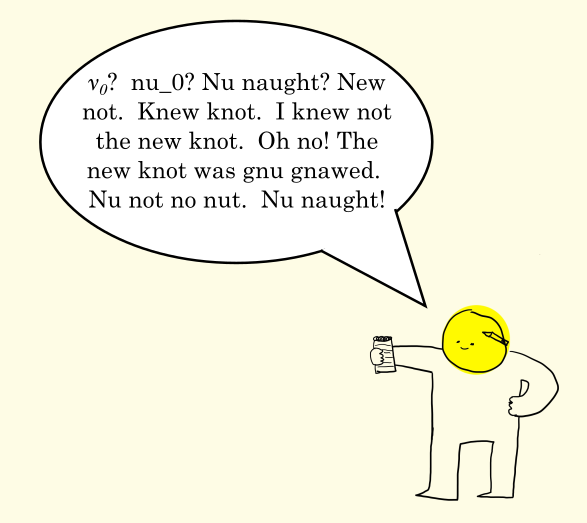 ν₀?  nu_0? Nu naught? New
not.  Knew knot.  I knew not
the new knot.  Oh no! The
new knot was gnu gnawed.
Nu not no nut.  Nu naught!